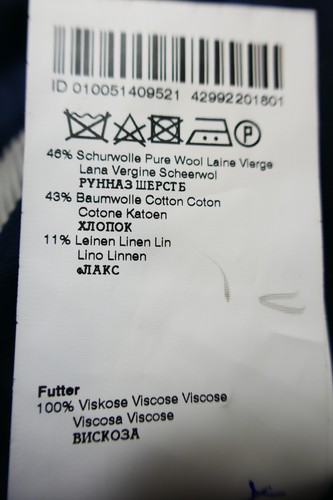 ID 010051409521 42992201801
P
46% Schurwolle Pure Wool Laine Vierge
Lana Vergine Scheerwol
РУННАЗ ШЕРСТБ
43% Baumwolle Cotton Coton
Cotone Katoen
ХЛОПОК
11% Leinen Linen Lin
Lino Linnen
ФЛАКС
Futter
100% Viskose Viscose Viscose
Viscosa Viscose
ВИСКОЗА